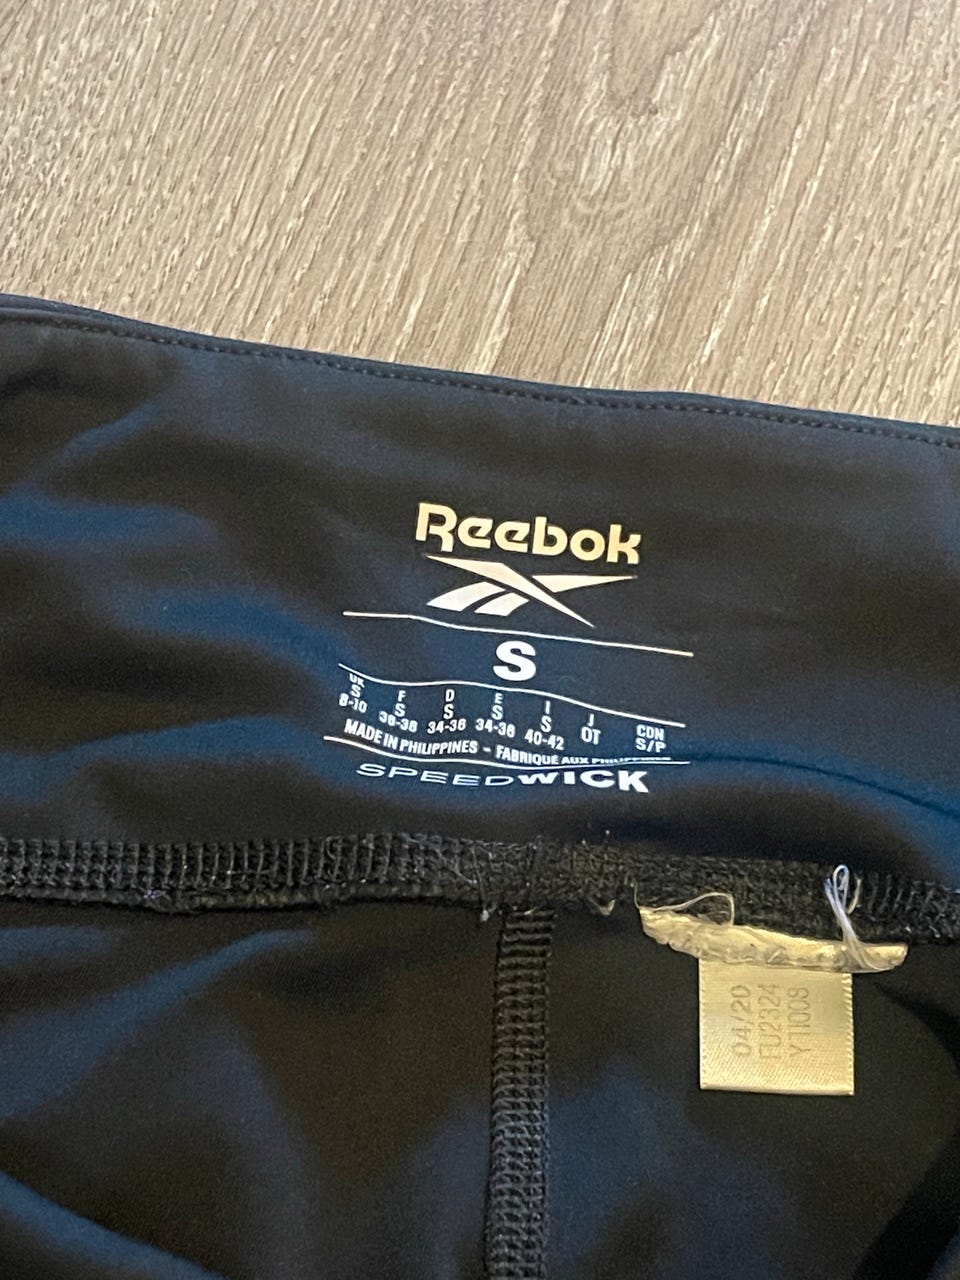 Reebok
S
UK F D E I J CDN
S S S S S OT S/P
8-10 36-38 34-36 34-36 40-42
MADE IN PHILIPPINES - FABRIQUÉ AUX PHILIPPINES
SPEEDWICK
04/20
FU2324
Y1100S